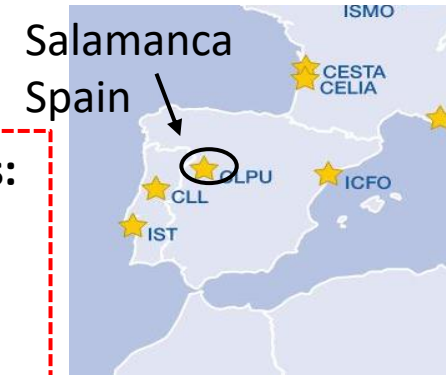 ISMO
Salamanca
Spain
CESTA
CELIA
s:
CLPU
ICFO
CLL
IST